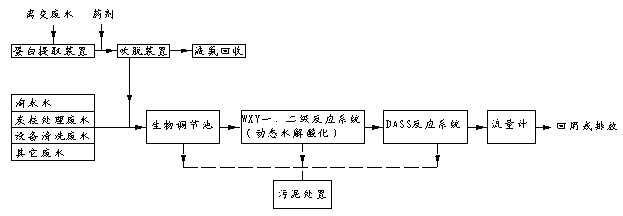 离交废水 药剂
蛋白提取装置 吹脱装置 液氨回收
淘米水
炭柱处理废水
设备清洗废水
其它废水
生物调节池
WXY一、二级反应系统
(动态水解酸化)
DASS反应系统
流量计
回用或排放
污泥处置